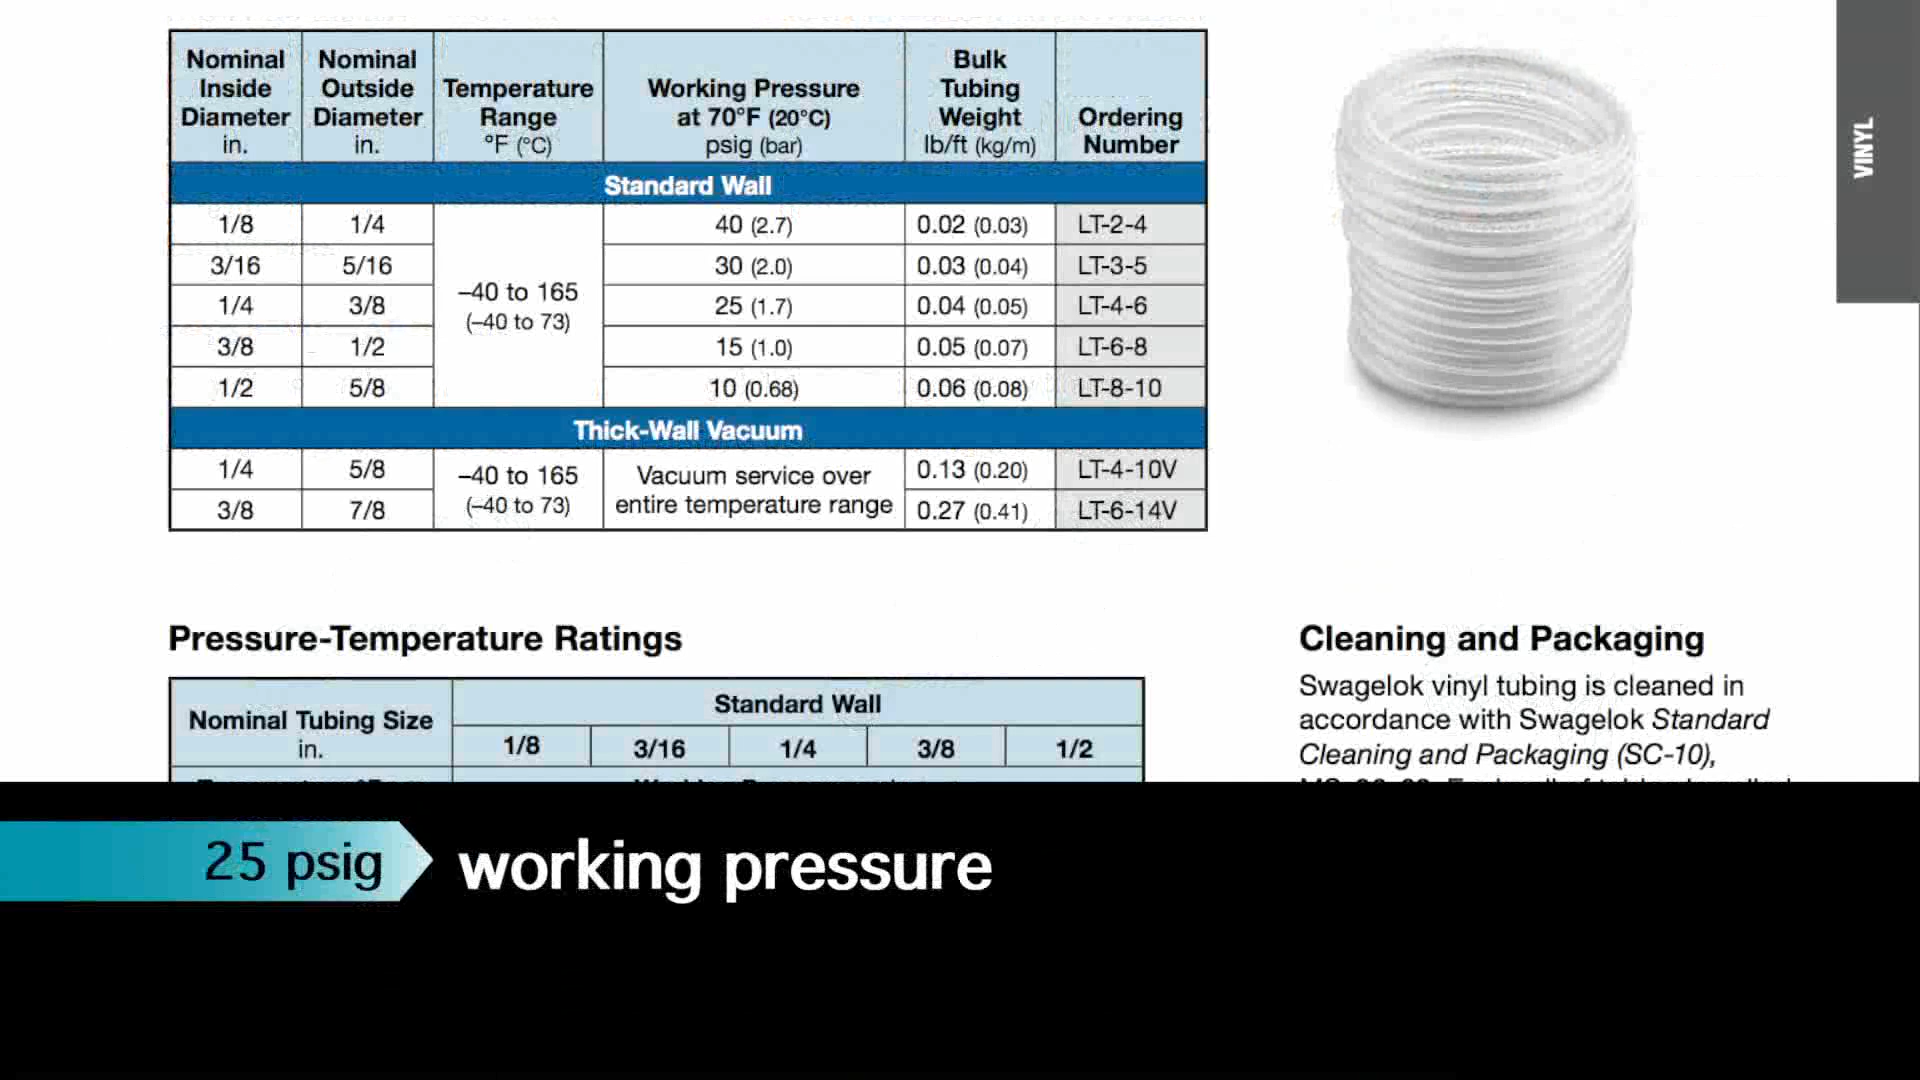 Nominal Inside Diameter in.
Nominal Outside Diameter in.
Temperature Range °F (°C)
Working Pressure at 70°F (20°C) psig (bar)
Bulk Tubing Weight lb/ft (kg/m)
Ordering Number
Standard Wall
1/8 1/4 40 (2.7) 0.02 (0.03) LT-2-4
3/16 5/16 30 (2.0) 0.03 (0.04) LT-3-5
–40 to 165 (–40 to 73)
1/4 3/8 25 (1.7) 0.04 (0.05) LT-4-6
3/8 1/2 15 (1.0) 0.05 (0.07) LT-6-8
1/2 5/8 10 (0.68) 0.06 (0.08) LT-8-10
Thick-Wall Vacuum
1/4 5/8 –40 to 165 (–40 to 73) Vacuum service over entire temperature range 0.13 (0.20) LT-4-10V
3/8 7/8 0.27 (0.41) LT-6-14V
VINYL
Pressure-Temperature Ratings
Nominal Tubing Size in.
Standard Wall
1/8 3/16 1/4 3/8 1/2
Cleaning and Packaging
Swagelok vinyl tubing is cleaned in
accordance with Swagelok Standard
Cleaning and Packaging (SC-10),
25 psig working pressure